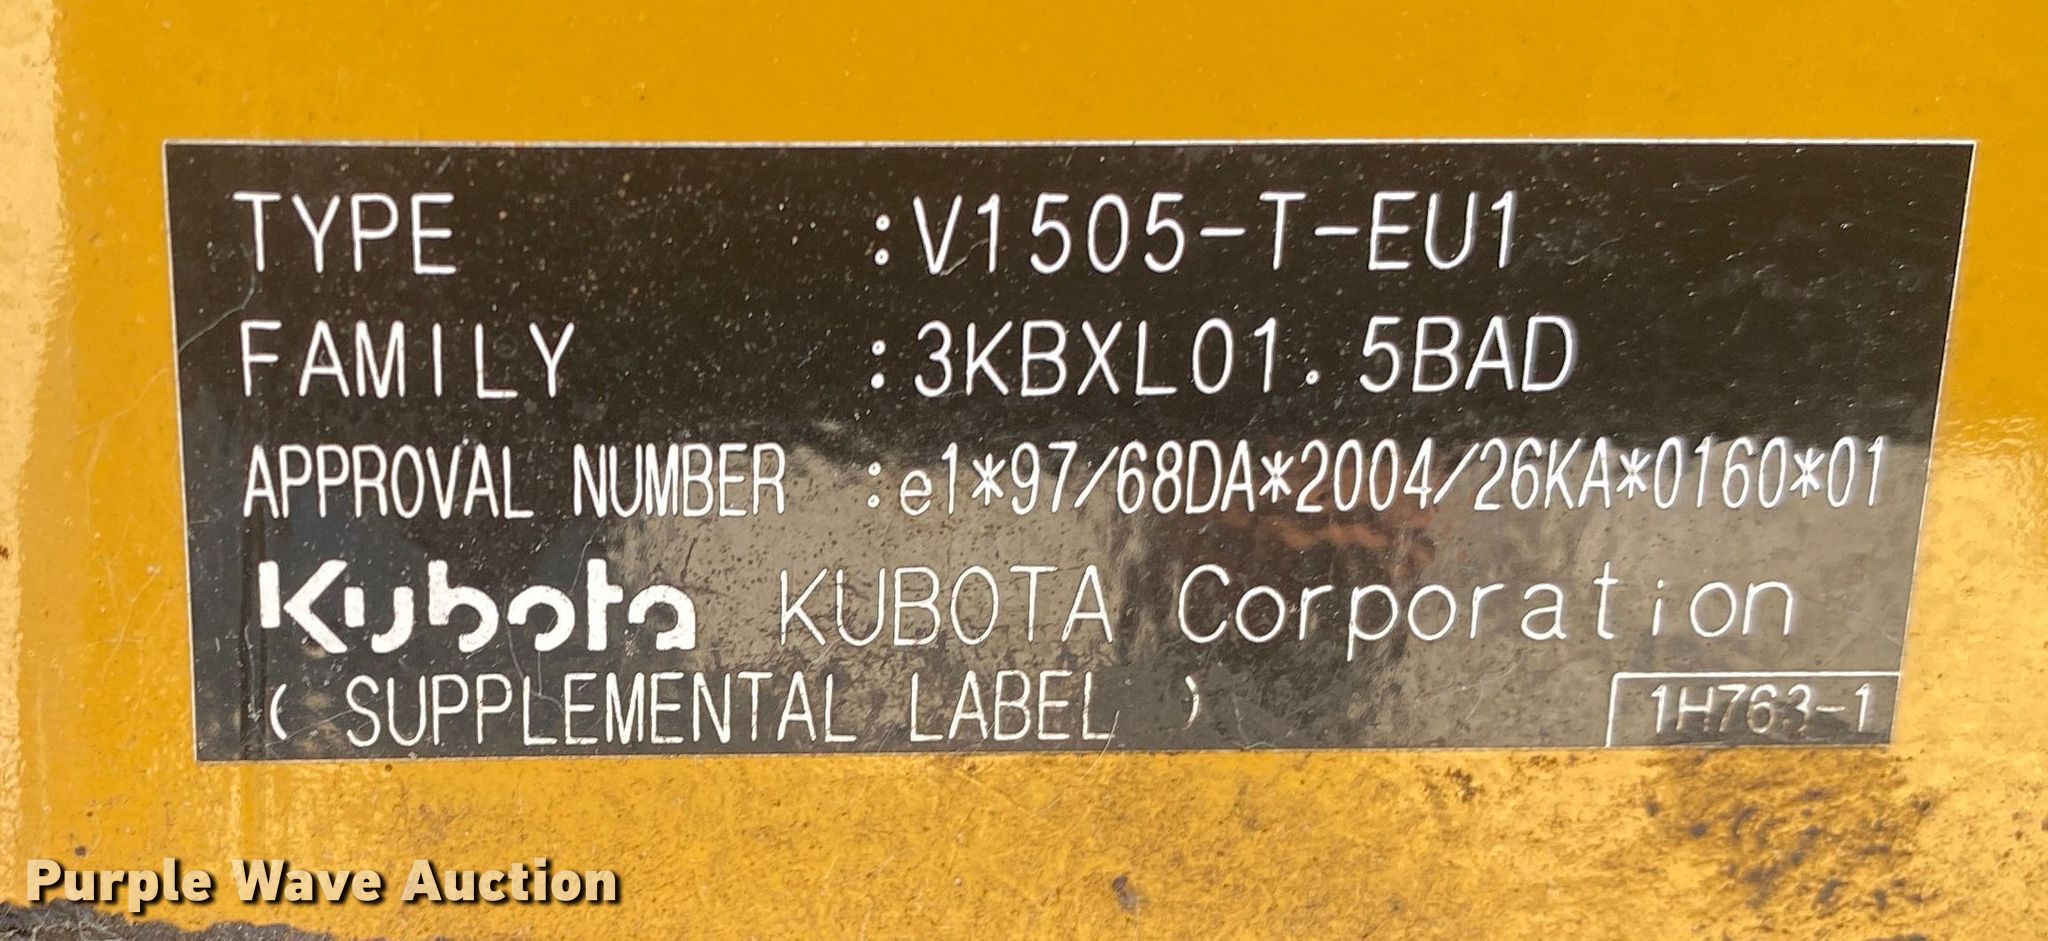 TYPE :V1505-T-EU1
FAMILY :3KBXL01.5BAD
APPROVAL NUMBER :e1*97/68DA*2004/26KA*0160*01
Kubota KUBOTA Corporation
( SUPPLEMENTAL LABEL )
1H763-1
Purple Wave Auction